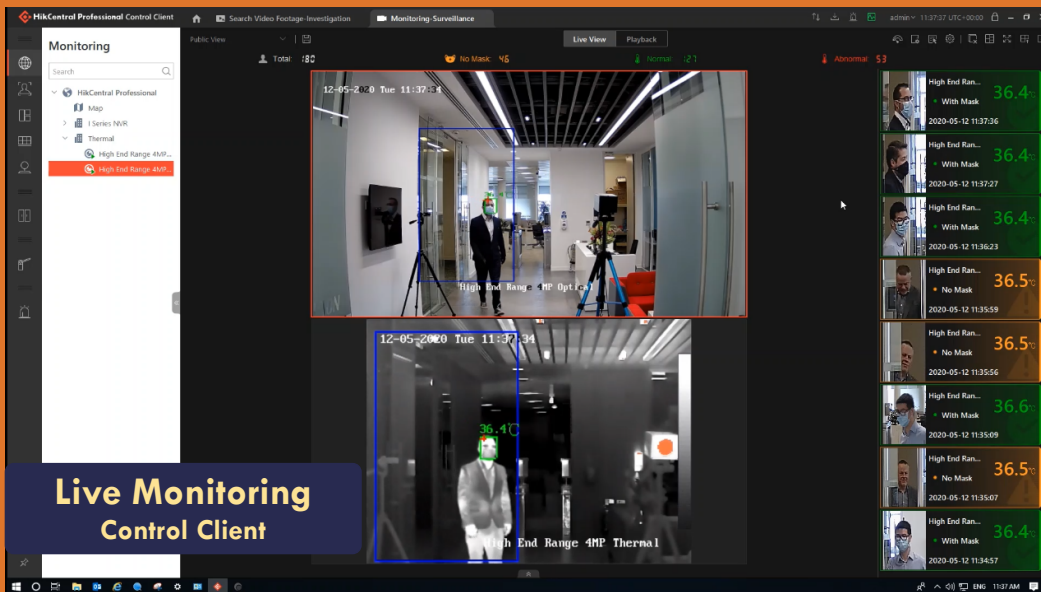 HikCentral Professional Control Client
Search Video Footage-Investigation
Monitoring-Surveillance
admin 11:37:37 UTC+00:00
Monitoring
Public View
Live View
Playback
Total: 180
No Mask: 46
Normal: 127
Abnormal: 53
Search
HikCentral Professional
Map
I Series NVR
Thermal
High End Range 4MP...
High End Range 4MP...
12-05-2020 Tue 11:37:34
High End Range 4MP Optical
12-05-2020 Tue 11:37:34
36.4℃
High End Range 4MP Thermal
High End Ran...
With Mask
36.4℃
2020-05-12 11:37:36
High End Ran...
With Mask
36.4℃
2020-05-12 11:37:27
High End Ran...
With Mask
36.4℃
2020-05-12 11:36:23
High End Ran...
No Mask
36.5℃
2020-05-12 11:35:59
High End Ran...
No Mask
36.5℃
2020-05-12 11:35:56
High End Ran...
With Mask
36.6℃
2020-05-12 11:35:09
High End Ran...
No Mask
36.5℃
2020-05-12 11:35:07
High End Ran...
With Mask
36.4℃
2020-05-12 11:34:57
Live Monitoring
Control Client
ENG
11:37 AM